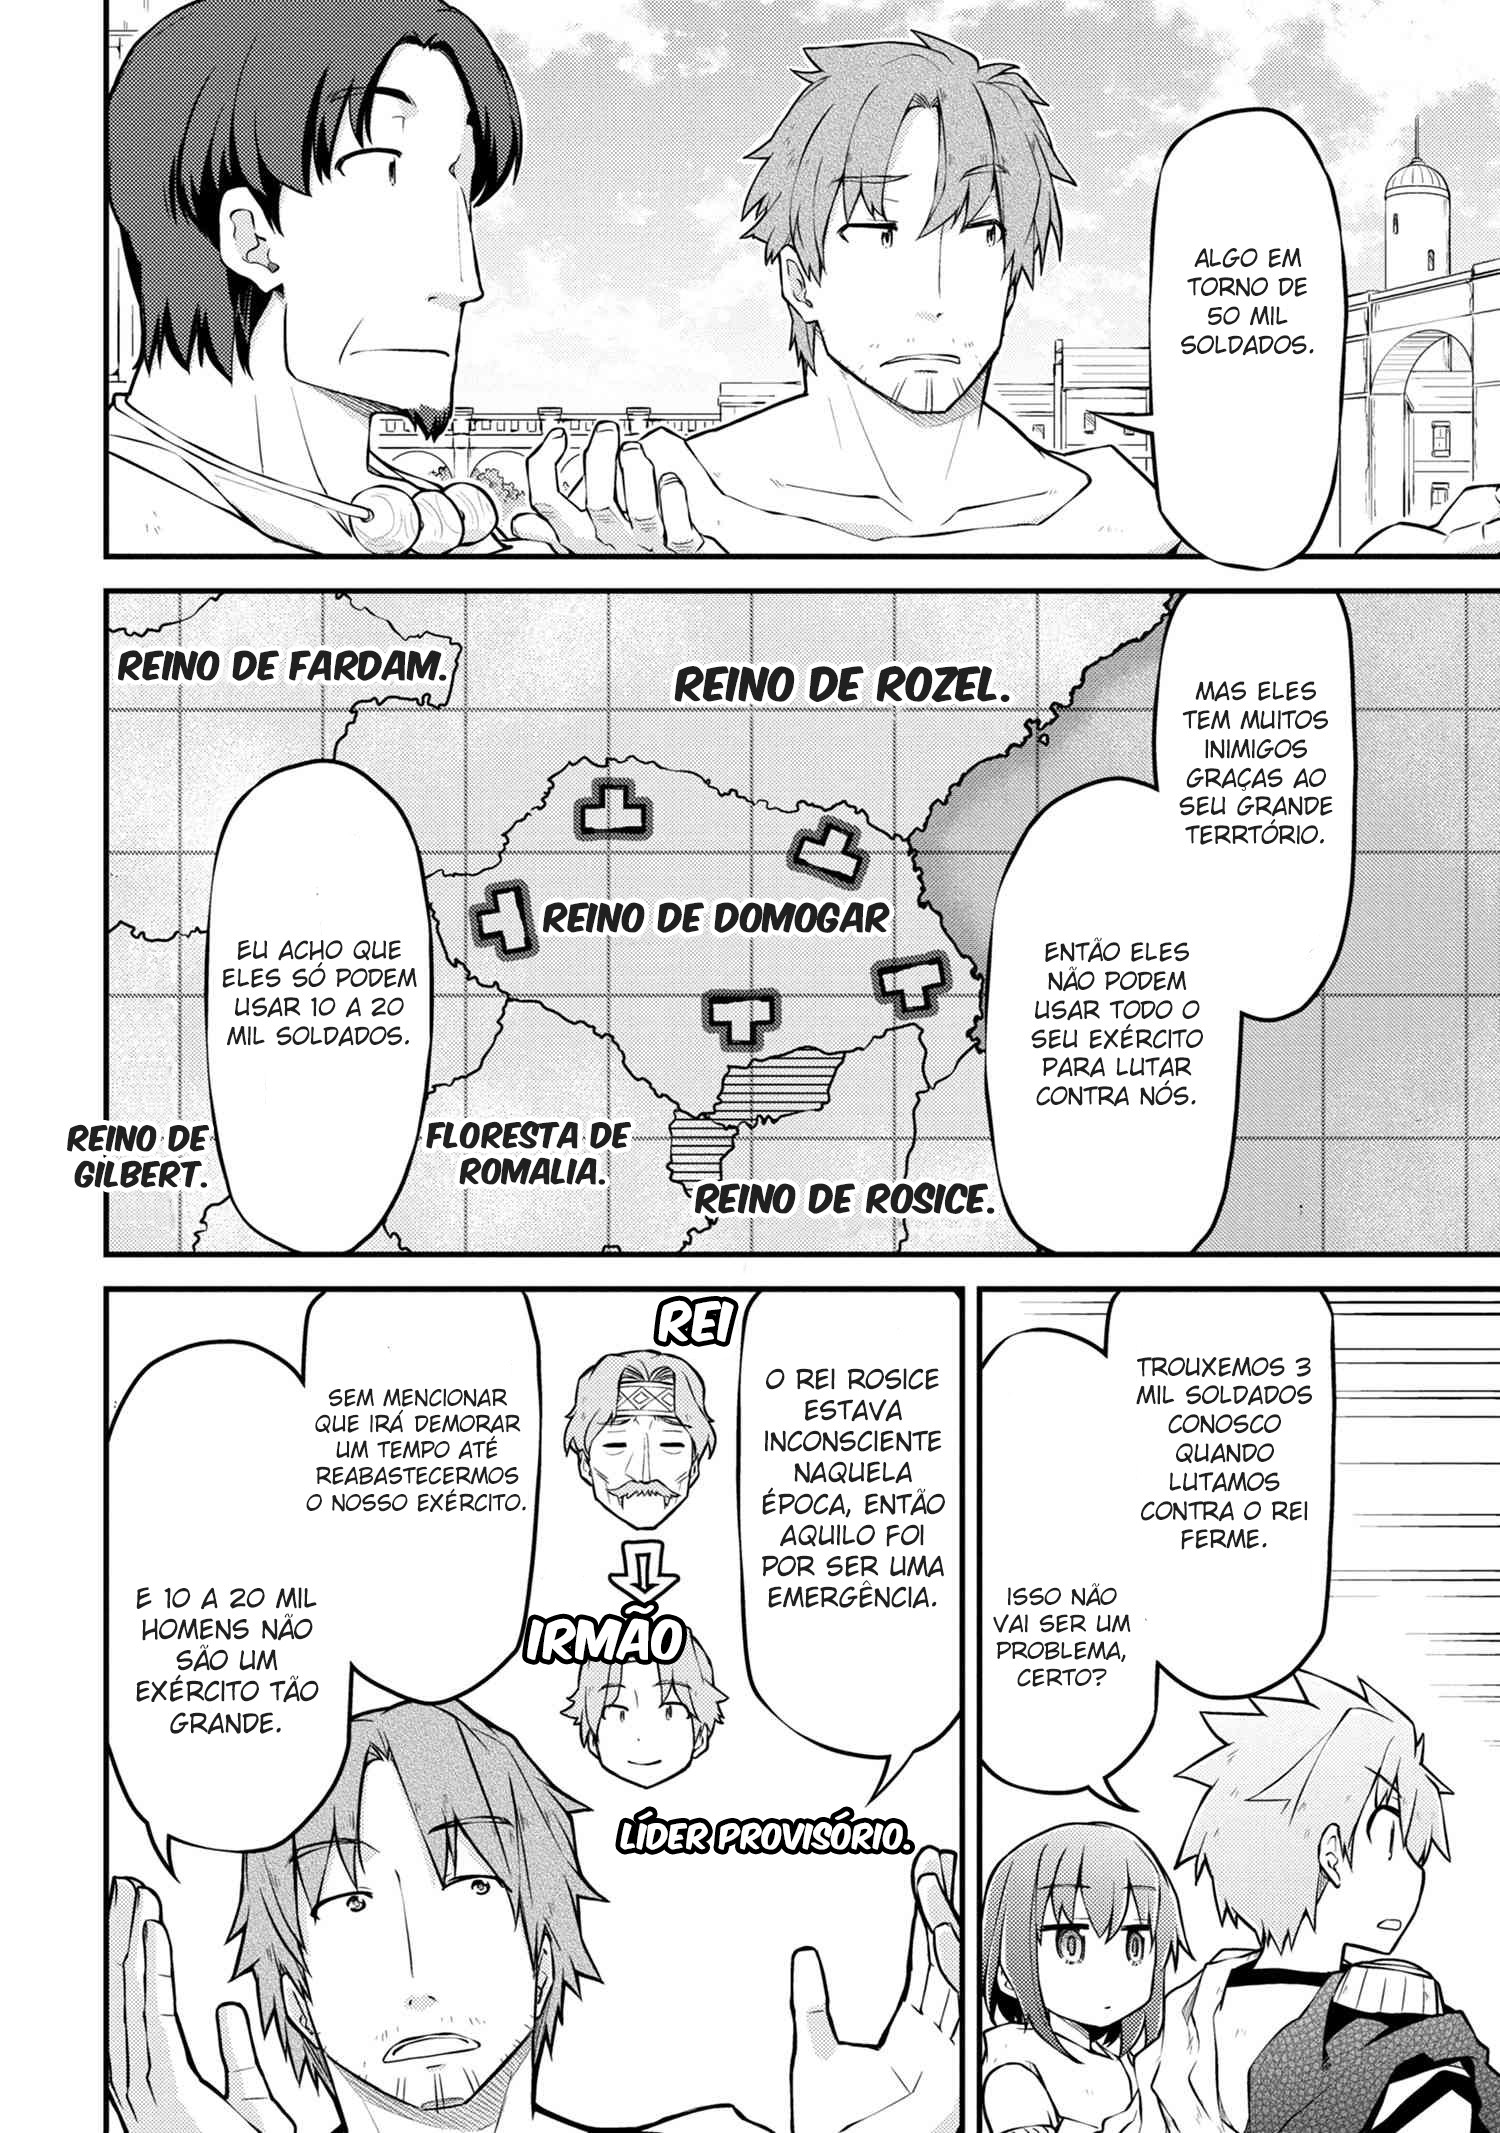 ALGO EM
TORNO DE
50 MIL
SOLDADOS.
MAS ELES
TEM MUITOS
INIMIGOS
GRAÇAS AO
SEU GRANDE
TERRTÓRIO.
ENTÃO ELES
NÃO PODEM
USAR TODO O
SEU EXÉRCITO
PARA LUTAR
CONTRA NÓS.
REINO DE ROZEL.
REINO DE FARDAM.
REINO DE DOMOGAR
EU ACHO QUE
ELES SÓ PODEM
USAR 10 A 20
MIL SOLDADOS.
REINO DE ROSICE.
FLORESTA DE
ROMALIA.
REINO DE
GILBERT.
TROUXEMOS 3
MIL SOLDADOS
CONOSCO
QUANDO
LUTAMOS
CONTRA O REI
FERME.
ISSO NÃO
VAI SER UM
PROBLEMA,
CERTO?
O REI ROSICE
ESTAVA
INCONSCIENTE
NAQUELA
ÉPOCA, ENTÃO
AQUILO FOI
POR SER UMA
EMERGÊNCIA.
REI
IRMÃO
LÍDER PROVISÓRIO.
SEM MENCIONAR
QUE IRÁ DEMORAR
UM TEMPO ATÉ
REABASTECERMOS
O NOSSO EXÉRCITO.
E 10 A 20 MIL
HOMENS NÃO
SÃO UM
EXÉRCITO TÃO
GRANDE.